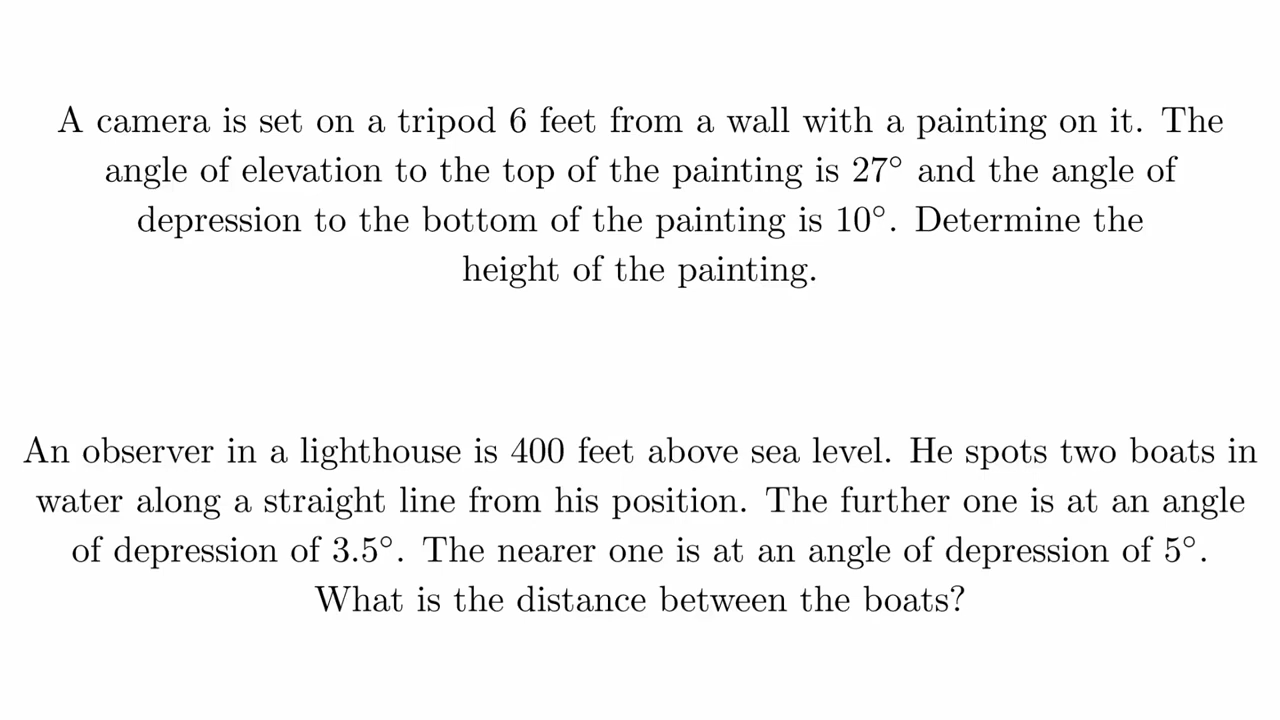 A camera is set on a tripod 6 feet from a wall with a painting on it. The
angle of elevation to the top of the painting is 27° and the angle of
depression to the bottom of the painting is 10°. Determine the
height of the painting.
An observer in a lighthouse is 400 feet above sea level. He spots two boats in
water along a straight line from his position. The further one is at an angle
of depression of 3.5°. The nearer one is at an angle of depression of 5°.
What is the distance between the boats?